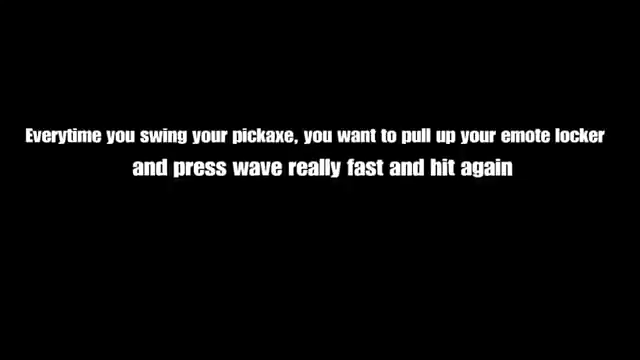 Everytime you swing your pickaxe, you want to pull up your emote locker
and press wave really fast and hit again